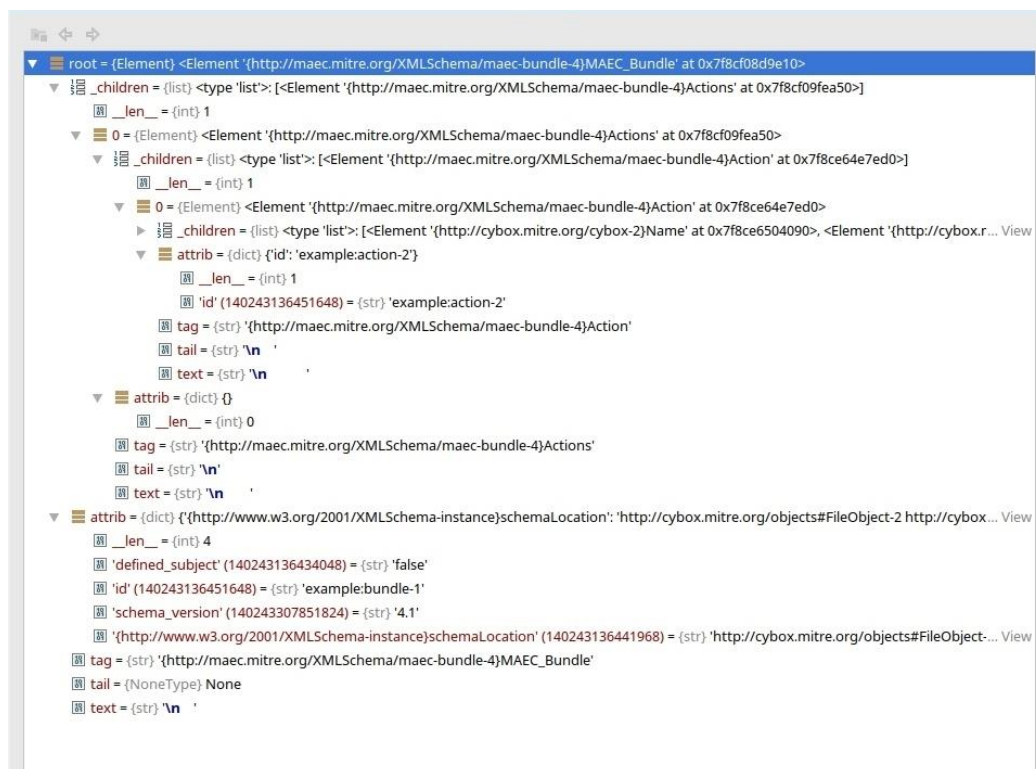 root = {Element} <Element '{http://maec.mitre.org/XMLSchema/maec-bundle-4}MAEC_Bundle' at 0x7f8cf08d9e10>
_children = {list} <type 'list'>: [<Element '{http://maec.mitre.org/XMLSchema/maec-bundle-4}Actions' at 0x7f8cf09fea50>]
__len__ = {int} 1
0 = {Element} <Element '{http://maec.mitre.org/XMLSchema/maec-bundle-4}Actions' at 0x7f8cf09fea50>
_children = {list} <type 'list'>: [<Element '{http://maec.mitre.org/XMLSchema/maec-bundle-4}Action' at 0x7f8ce64e7ed0>]
__len__ = {int} 1
0 = {Element} <Element '{http://maec.mitre.org/XMLSchema/maec-bundle-4}Action' at 0x7f8ce64e7ed0>
_children = {list} <type 'list'>: [<Element '{http://cybox.mitre.org/cybox-2}Name' at 0x7f8ce6504090>, <Element '{http://cybox.r... View
attrib = {dict} {'id': 'example:action-2'}
__len__ = {int} 1
'id' (140243136451648) = {str} 'example:action-2'
tag = {str} '{http://maec.mitre.org/XMLSchema/maec-bundle-4}Action'
tail = {str} '\n    '
text = {str} '\n        '
attrib = {dict} {}
__len__ = {int} 0
tag = {str} '{http://maec.mitre.org/XMLSchema/maec-bundle-4}Actions'
tail = {str} '\n'
text = {str} '\n      '
attrib = {dict} {'{http://www.w3.org/2001/XMLSchema-instance}schemaLocation': 'http://cybox.mitre.org/objects#FileObject-2 http://cybox... View
__len__ = {int} 4
'defined_subject' (140243136434048) = {str} 'false'
'id' (140243136451648) = {str} 'example:bundle-1'
'schema_version' (140243307851824) = {str} '4.1'
'{http://www.w3.org/2001/XMLSchema-instance}schemaLocation' (140243136441968) = {str} 'http://cybox.mitre.org/objects#FileObject-... View
tag = {str} '{http://maec.mitre.org/XMLSchema/maec-bundle-4}MAEC_Bundle'
tail = {NoneType} None
text = {str} '\n    '